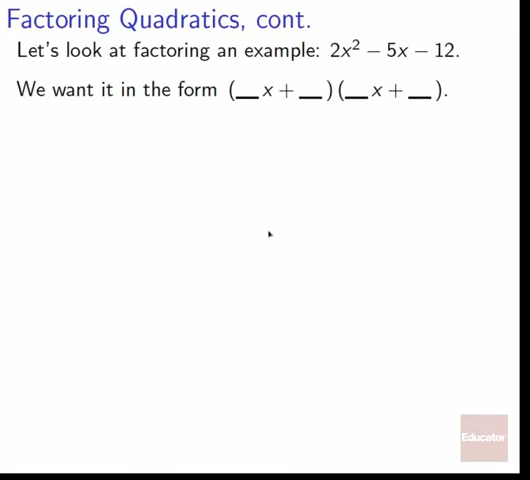 Factoring Quadratics, cont.
Let's look at factoring an example: 2x² − 5x − 12.
We want it in the form (__x + __)(__x + __).
Educator